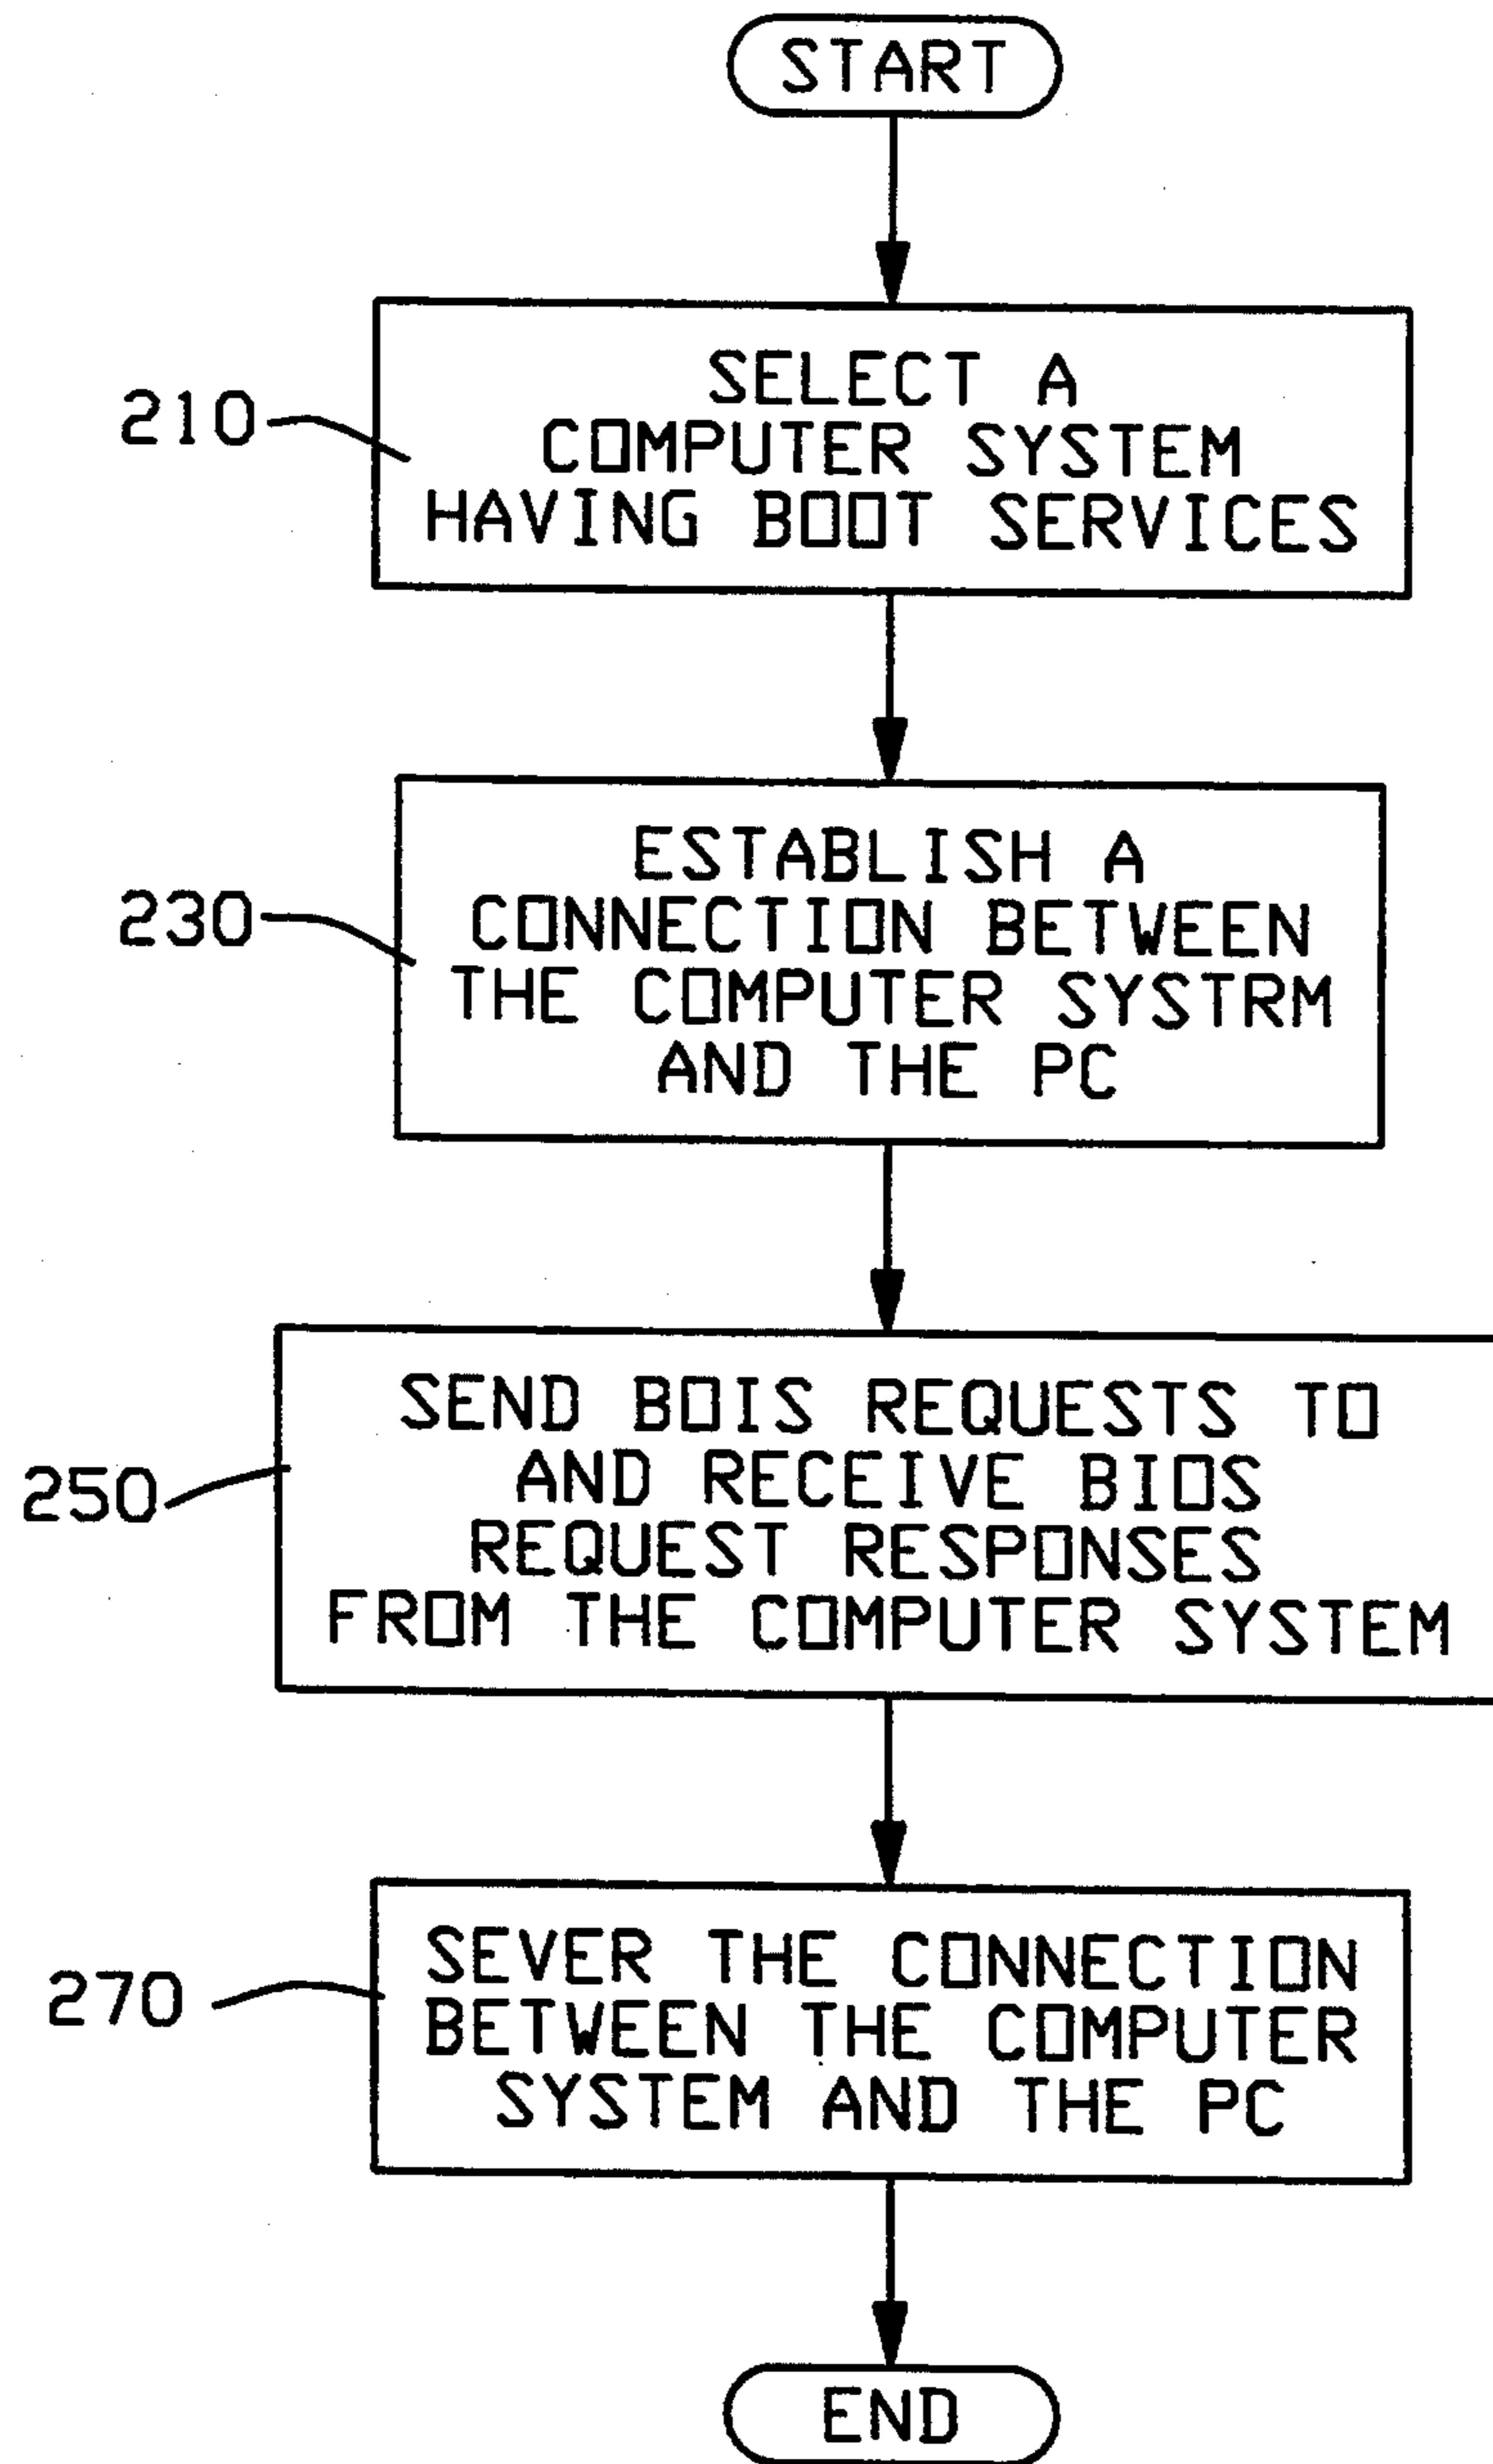 START
210
SELECT A
COMPUTER SYSTEM
HAVING BOOT SERVICES
230
ESTABLISH A
CONNECTION BETWEEN
THE COMPUTER SYSTRM
AND THE PC
250
SEND BOIS REQUESTS TO
AND RECEIVE BIOS
REQUEST RESPONSES
FROM THE COMPUTER SYSTEM
270
SEVER THE CONNECTION
BETWEEN THE COMPUTER
SYSTEM AND THE PC
END